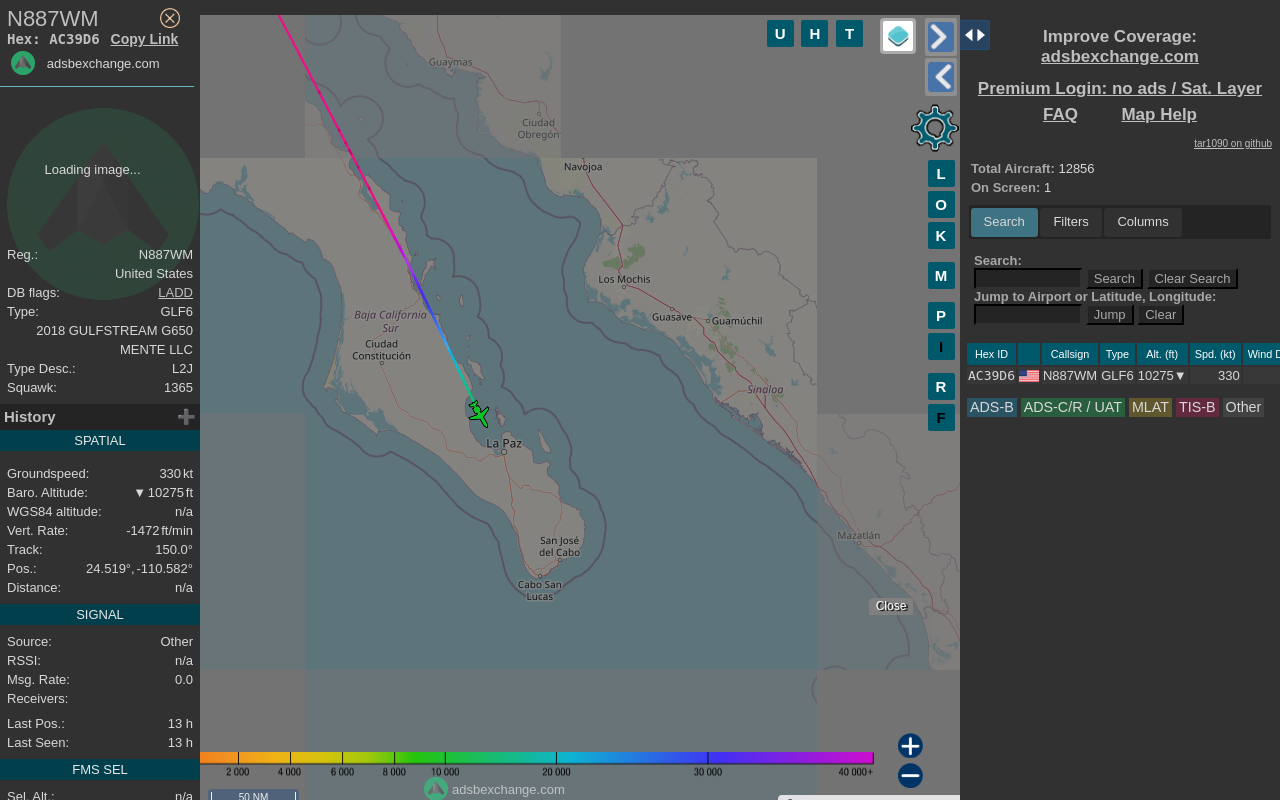 N887WM
Hex: AC39D6 Copy Link
adsbexchange.com
Loading image...
Reg.: N887WM
United States
DB flags: LADD
Type: GLF6
2018 GULFSTREAM G650
MENTE LLC
Type Desc.: L2J
Squawk: 1365
History
SPATIAL
Groundspeed: 330 kt
Baro. Altitude: ▼ 10275 ft
WGS84 altitude: n/a
Vert. Rate: -1472 ft/min
Track: 150.0°
Pos.: 24.519°, -110.582°
Distance: n/a
SIGNAL
Source: Other
RSSI: n/a
Msg. Rate: 0.0
Receivers:
Last Pos.: 13 h
Last Seen: 13 h
FMS SEL
Sel. Alt.: n/a
U H T
L
O
K
M
P
I
R
F
Guaymas
Ciudad
Obregón
Navojoa
Los Mochis
Guasave
Guamúchil
Baja California
Sur
Ciudad
Constitución
Sinaloa
La Paz
Mazatlán
San José
del Cabo
Cabo San
Lucas
Close
2 000 4 000 6 000 8 000 10 000 20 000 30 000 40 000+
adsbexchange.com
50 NM
Improve Coverage:
adsbexchange.com
Premium Login: no ads / Sat. Layer
FAQ Map Help
tar1090 on github
Total Aircraft: 12856
On Screen: 1
Search Filters Columns
Search:
Search Clear Search
Jump to Airport or Latitude, Longitude:
Jump Clear
Hex ID Callsign Type Alt. (ft) Spd. (kt) Wind D
AC39D6 N887WM GLF6 10275▼ 330
ADS-B ADS-C/R / UAT MLAT TIS-B Other